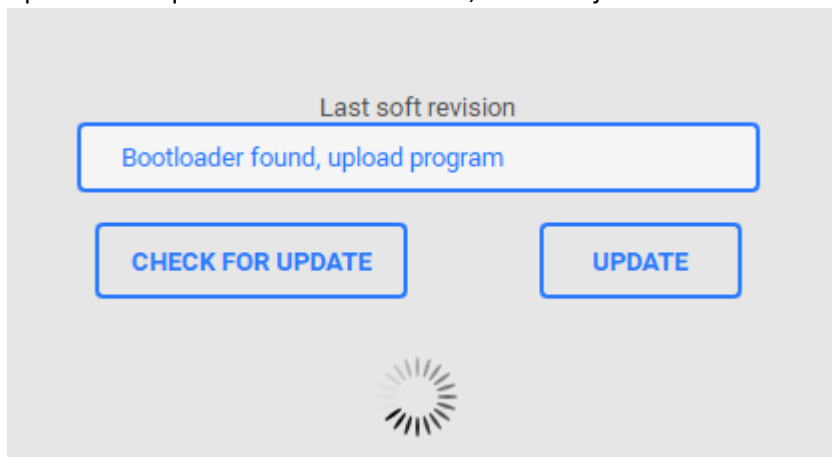 Last soft revision
Bootloader found, upload program
CHECK FOR UPDATE UPDATE